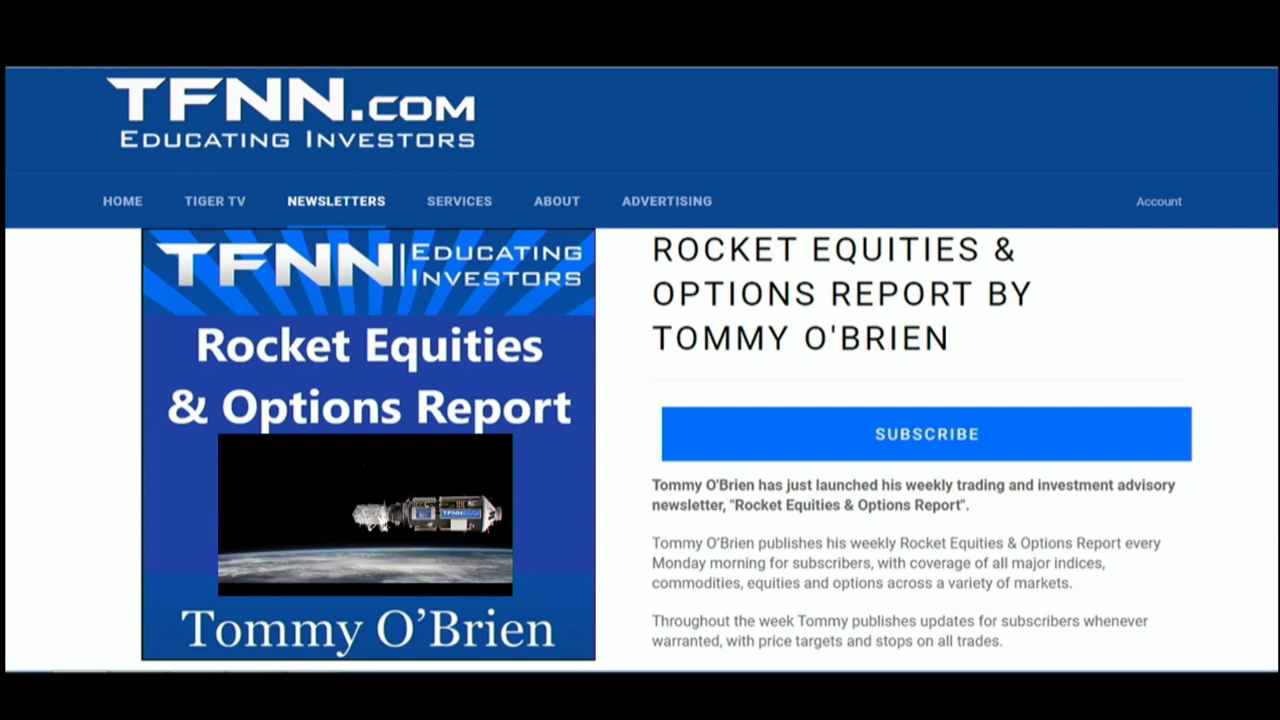 TFNN.COM
EDUCATING INVESTORS
HOME TIGER TV NEWSLETTERS SERVICES ABOUT ADVERTISING Account
TFNN EDUCATING
INVESTORS
Rocket Equities
& Options Report
TFNN
Tommy O’Brien
ROCKET EQUITIES &
OPTIONS REPORT BY
TOMMY O'BRIEN
SUBSCRIBE
Tommy O'Brien has just launched his weekly trading and investment advisory
newsletter, "Rocket Equities & Options Report".
Tommy O’Brien publishes his weekly Rocket Equities & Options Report every
Monday morning for subscribers, with coverage of all major indices,
commodities, equities and options across a variety of markets.
Throughout the week Tommy publishes updates for subscribers whenever
warranted, with price targets and stops on all trades.